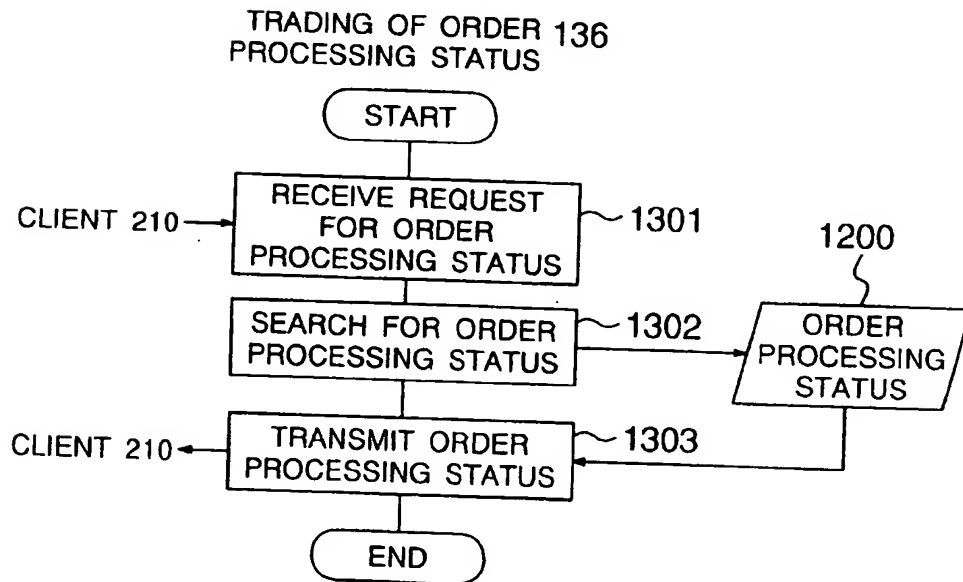 TRADING OF ORDER 136
PROCESSING STATUS
START
RECEIVE REQUEST
FOR ORDER
PROCESSING STATUS
1301
CLIENT 210
SEARCH FOR ORDER
PROCESSING STATUS
1302
1200
ORDER
PROCESSING
STATUS
TRANSMIT ORDER
PROCESSING STATUS
1303
CLIENT 210
END